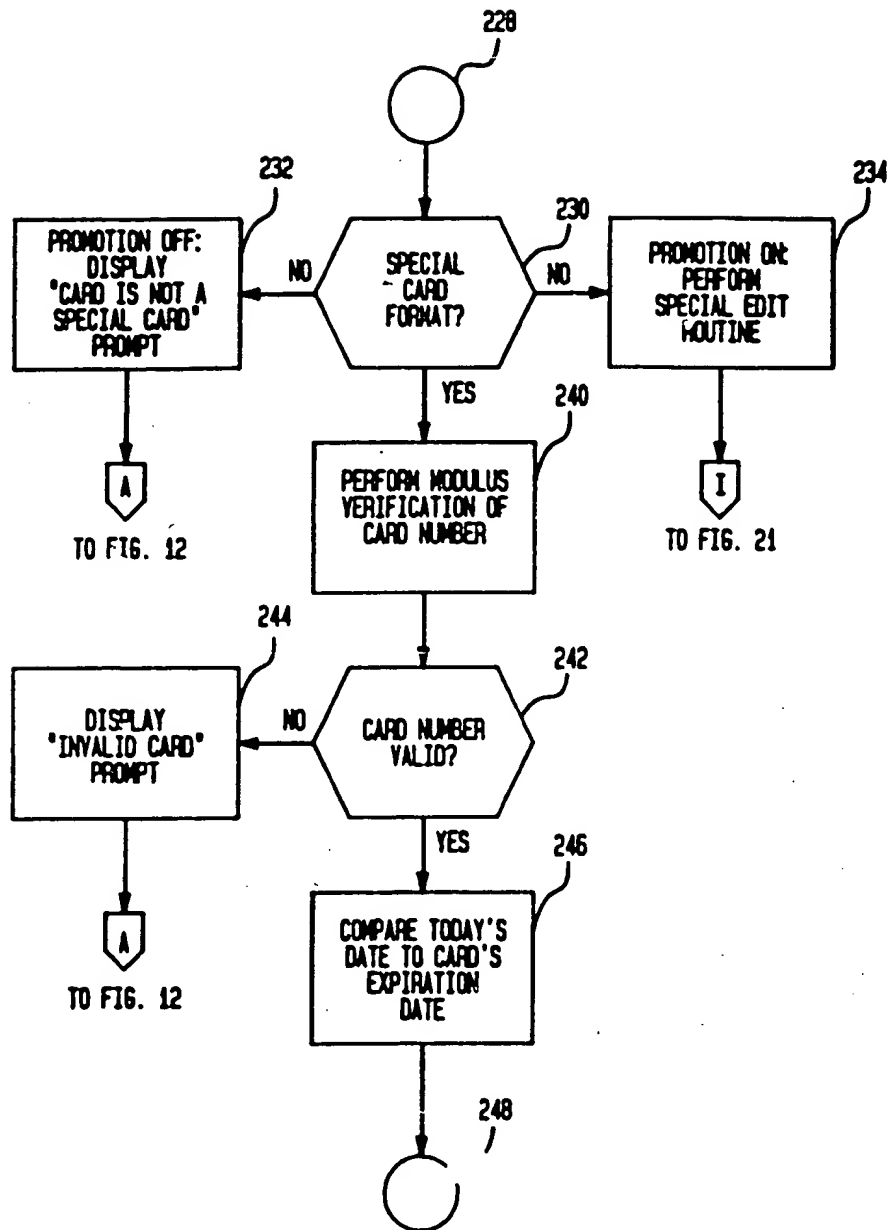 228
232
PROMOTION OFF:
DISPLAY
"CARD IS NOT A
SPECIAL CARD"
PROMPT
NO
230
SPECIAL
CARD
FORMAT?
NO
234
PROMOTION ON:
PERFORM
SPECIAL EDIT
ROUTINE
YES
A
TO FIG. 12
240
PERFORM MODULUS
VERIFICATION OF
CARD NUMBER
I
TO FIG. 21
244
DISPLAY
"INVALID CARD"
PROMPT
NO
242
CARD NUMBER
VALID?
YES
A
TO FIG. 12
246
COMPARE TODAY'S
DATE TO CARD'S
EXPIRATION
DATE
248